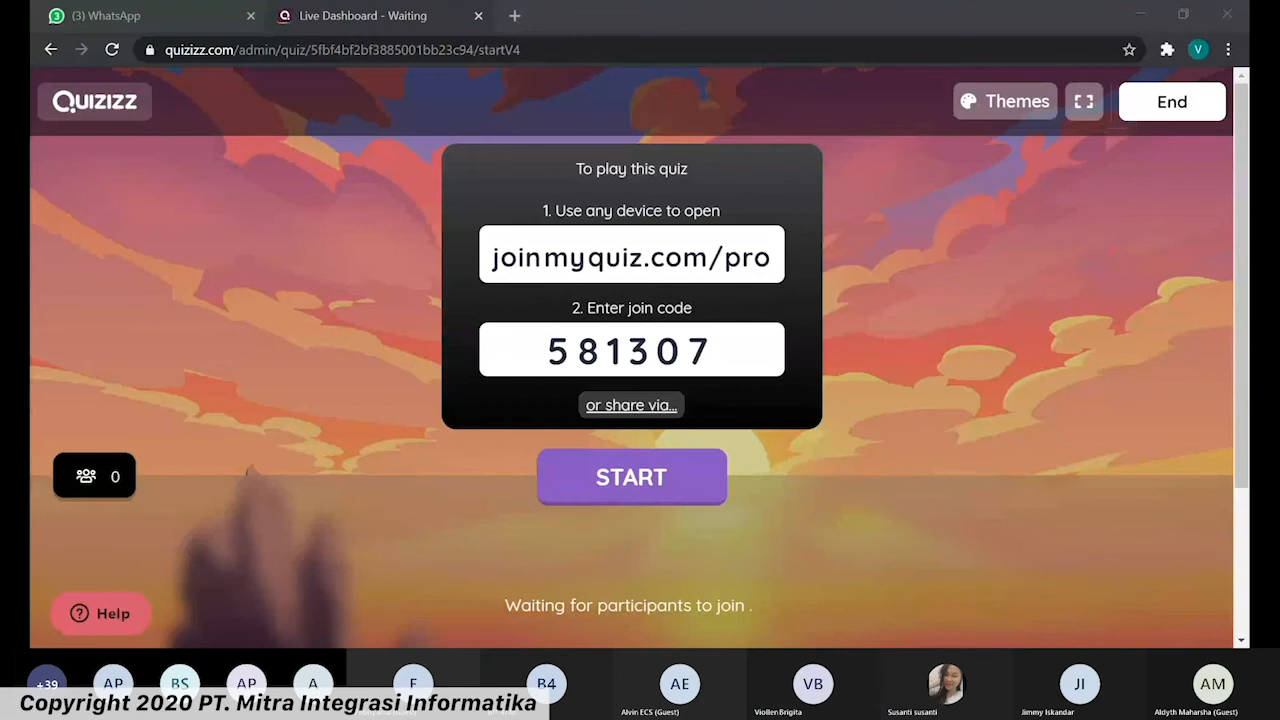 (3) WhatsApp
Live Dashboard - Waiting
quizizz.com/admin/quiz/5fbf4bf2bf3885001bb23c94/startV4
V
Quizizz
Themes
End
To play this quiz
1. Use any device to open
joinmyquiz.com/pro
2. Enter join code
581307
or share via...
START
0
Help
Waiting for participants to join .
+39
AP
BS
AP
A
F
B4
AE
VB
JI
AM
Alvin ECS (Guest)
Viollen Brigita
Susanti susanti
Jimmy Iskandar
Aldyth Maharsha (Guest)
Copyright 2020 PT. Mitra Integrasi Informatika